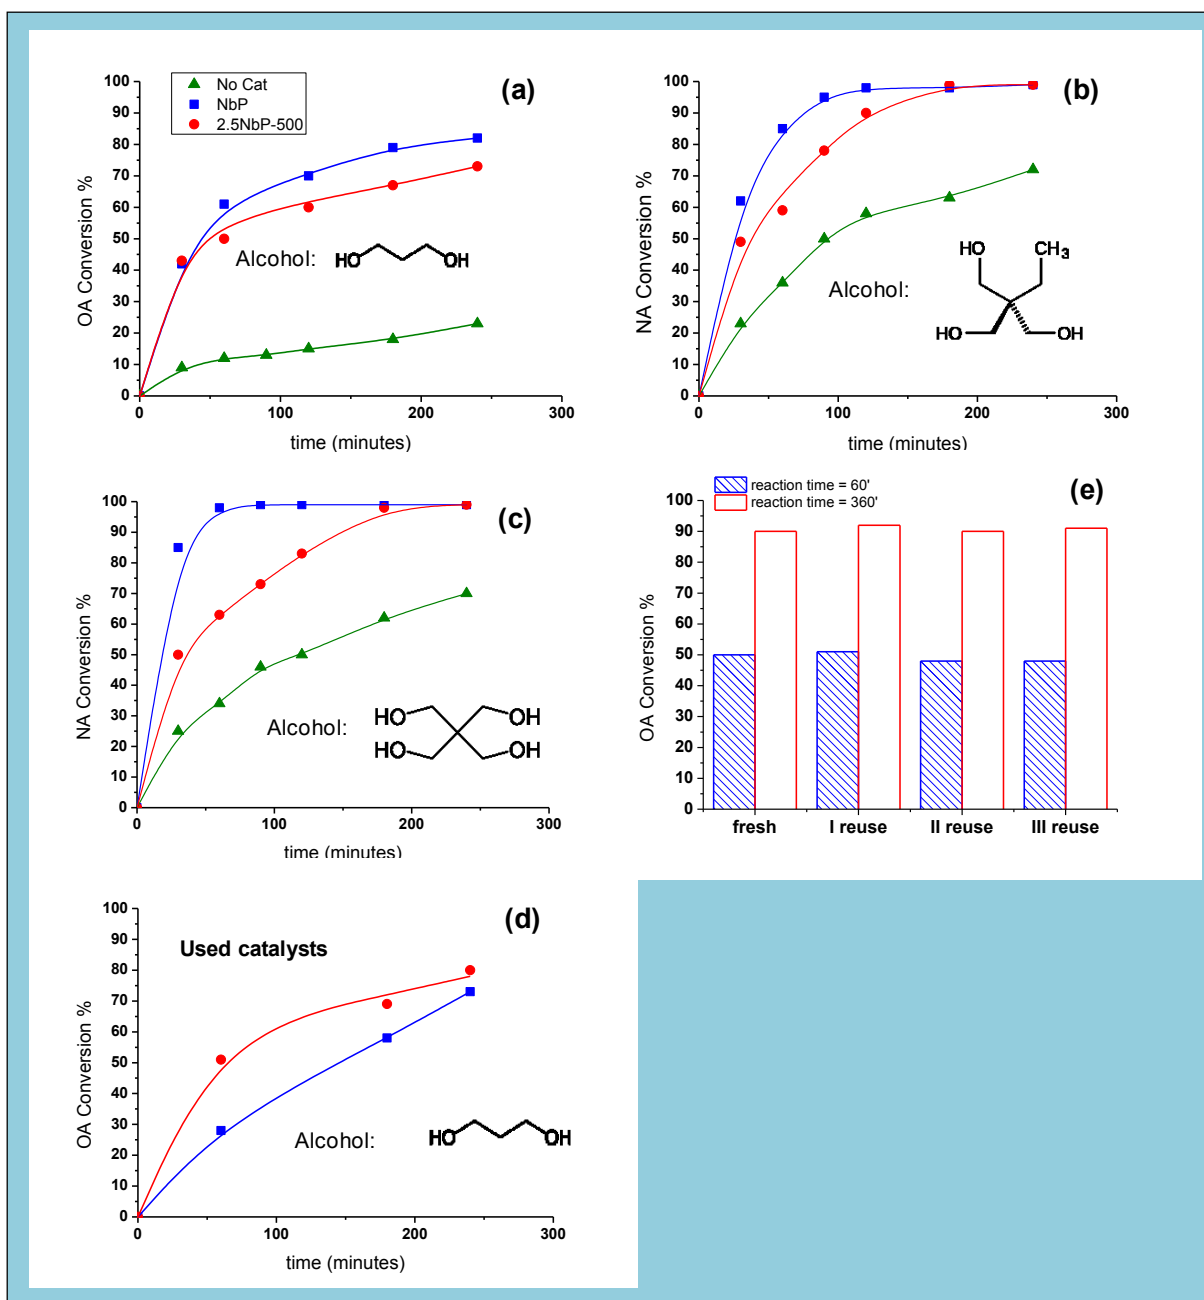 (a)
No Cat
NbP
2.5NbP-500
100
90
80
70
60
50
40
30
20
10
0
OA Conversion %
Alcohol:
HO
OH
0
100
200
300
time (minutes)
(b)
100
90
80
70
60
50
40
30
20
10
0
NA Conversion %
Alcohol:
HO
CH3
HO
OH
0
100
200
300
time (minutes)
(c)
100
90
80
70
60
50
40
30
20
10
0
NA Conversion %
Alcohol:
HO
OH
HO
OH
0
100
200
300
time (minutes)
(e)
reaction time = 60'
reaction time = 360'
100
90
80
70
60
50
40
30
20
10
0
OA Conversion %
fresh
I reuse
II reuse
III reuse
(d)
Used catalysts
100
90
80
70
60
50
40
30
20
10
0
OA Conversion %
Alcohol:
HO
OH
0
100
200
300
time (minutes)